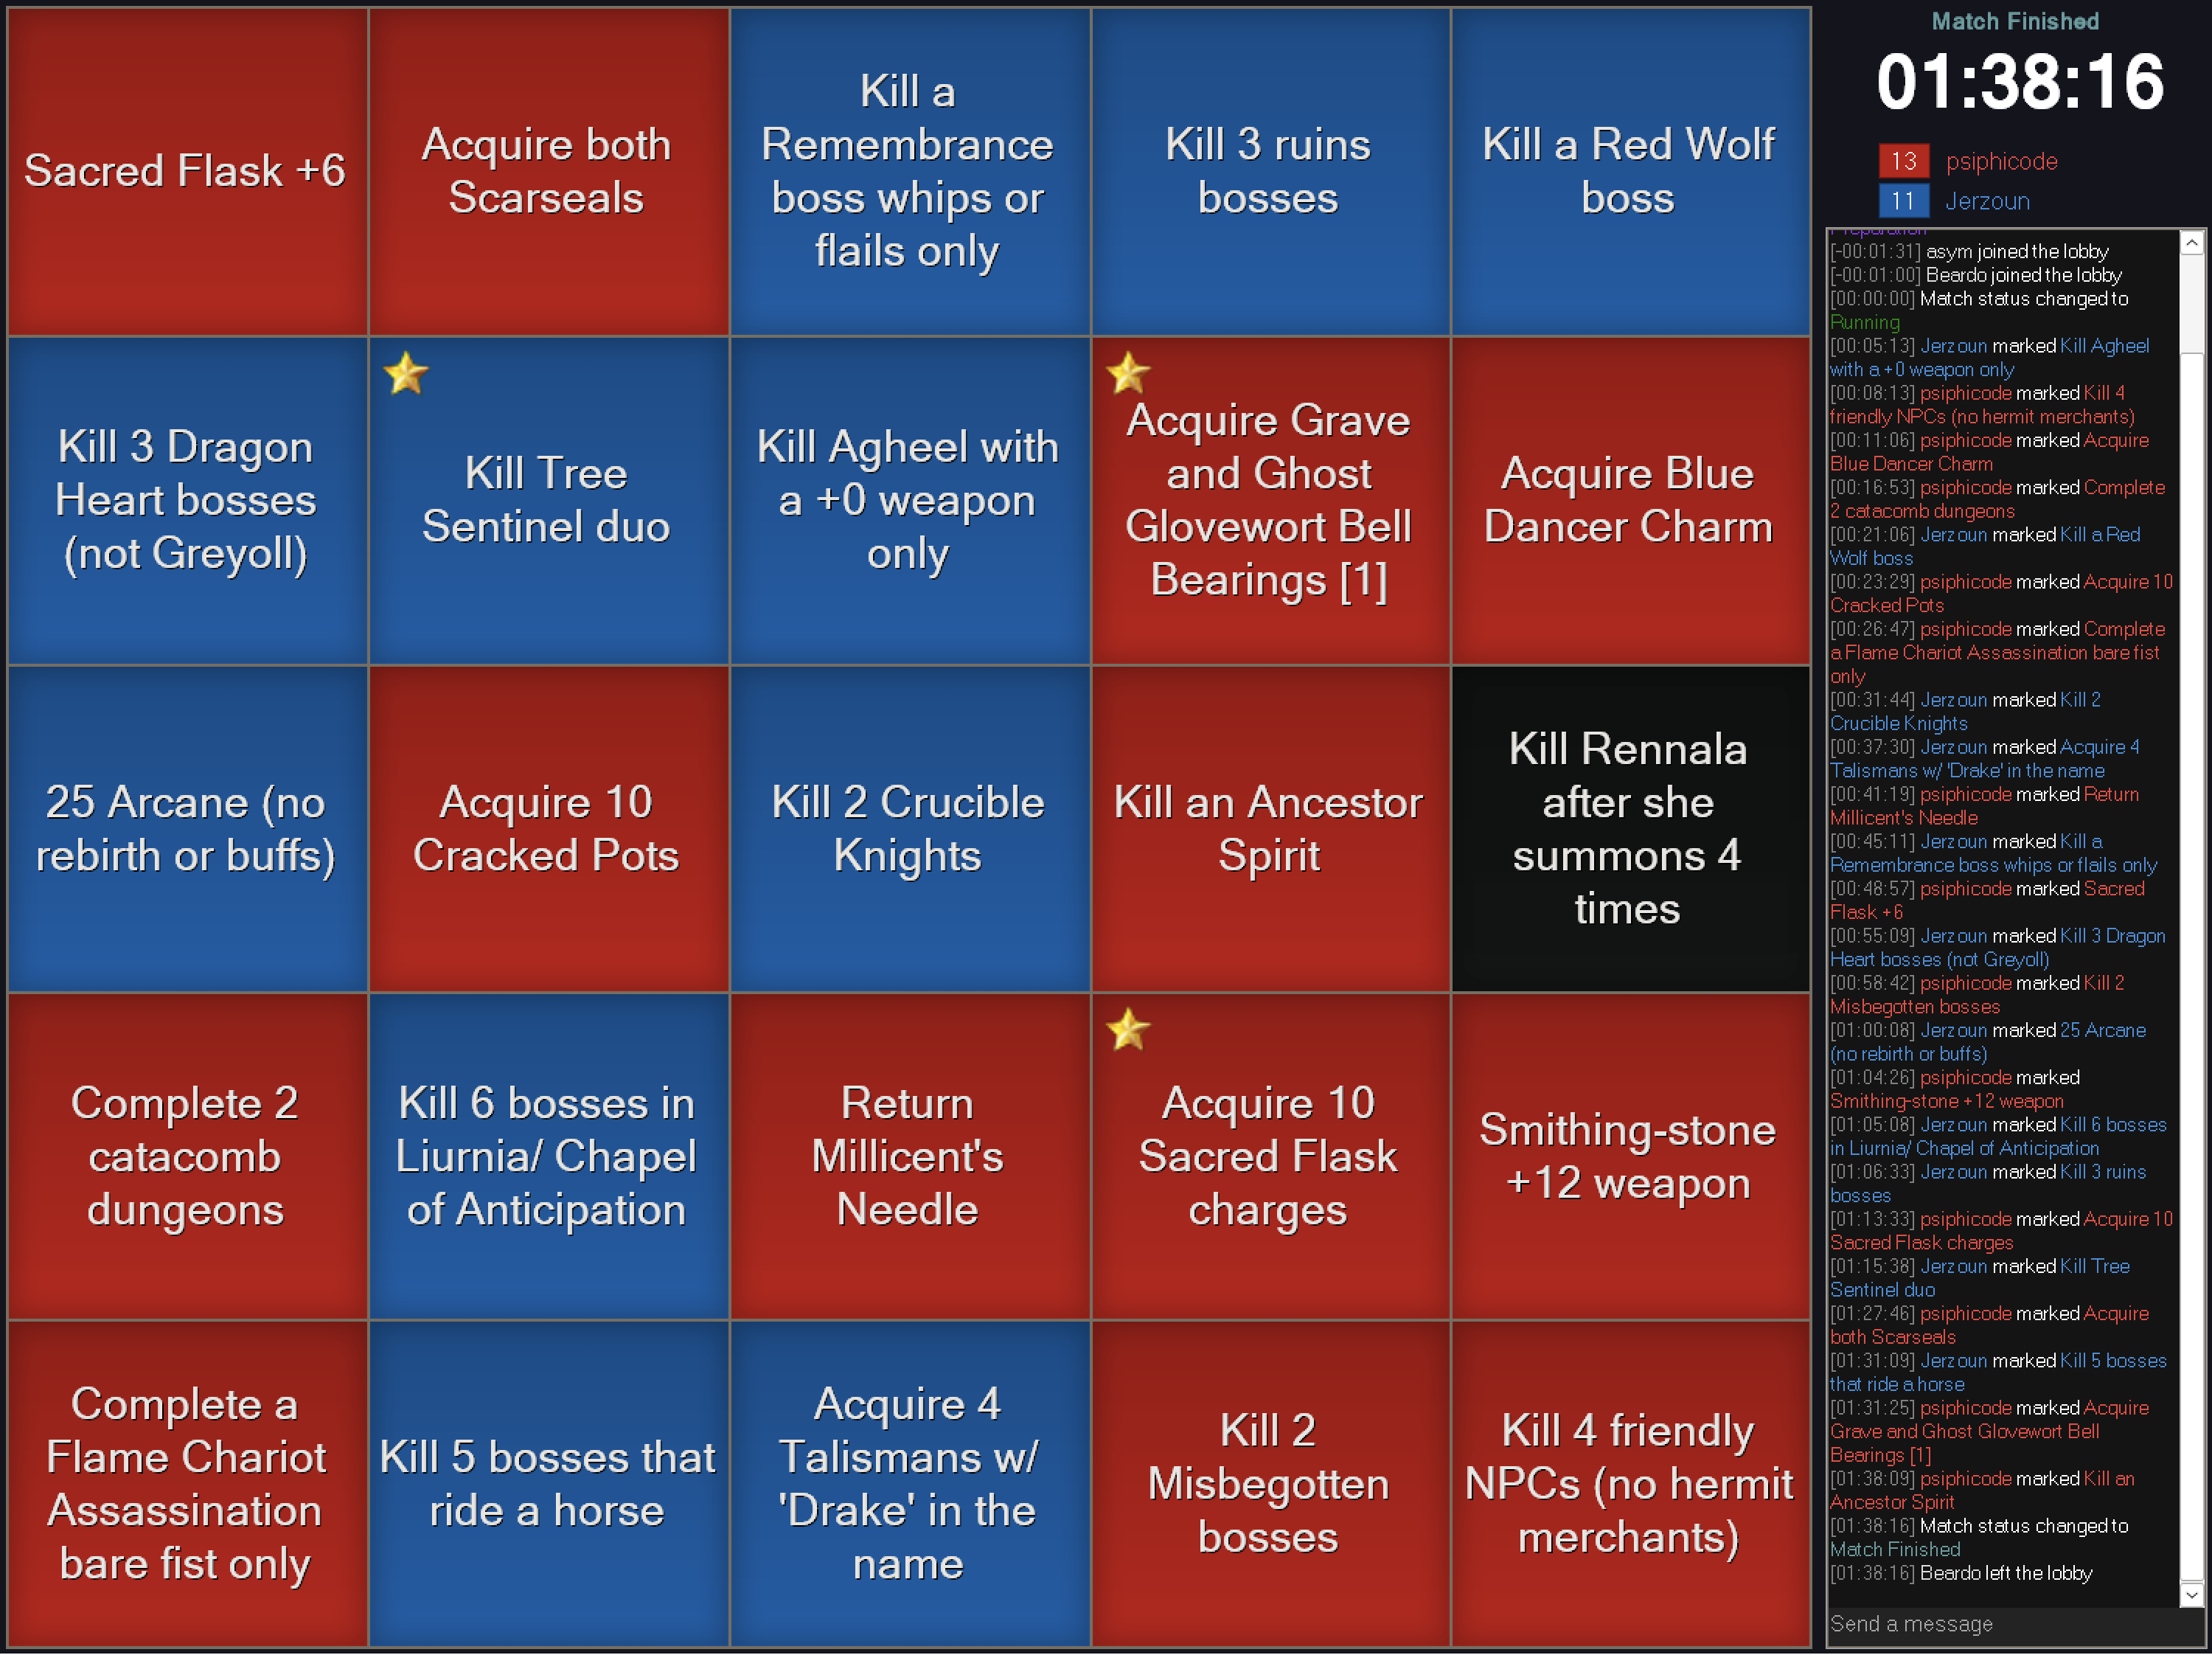 Sacred Flask +6
Acquire both
Scarseals
Kill a
Remembrance
boss whips or
flails only
Kill 3 ruins
bosses
Kill a Red Wolf
boss
Kill 3 Dragon
Heart bosses
(not Greyoll)
Kill Tree
Sentinel duo
Kill Agheel with
a +0 weapon
only
Acquire Grave
and Ghost
Glovewort Bell
Bearings [1]
Acquire Blue
Dancer Charm
25 Arcane (no
rebirth or buffs)
Acquire 10
Cracked Pots
Kill 2 Crucible
Knights
Kill an Ancestor
Spirit
Kill Rennala
after she
summons 4
times
Complete 2
catacomb
dungeons
Kill 6 bosses in
Liurnia/ Chapel
of Anticipation
Return
Millicent's
Needle
Acquire 10
Sacred Flask
charges
Smithing-stone
+12 weapon
Complete a
Flame Chariot
Assassination
bare fist only
Kill 5 bosses that
ride a horse
Acquire 4
Talismans w/
'Drake' in the
name
Kill 2
Misbegotten
bosses
Kill 4 friendly
NPCs (no hermit
merchants)
Match Finished
01:38:16
13 psiphicode
11 Jerzoun
Preparation
[-00:01:31] asym joined the lobby
[-00:01:00] Beardo joined the lobby
[00:00:00] Match status changed to
Running
[00:05:13] Jerzoun marked Kill Agheel
with a +0 weapon only
[00:08:13] psiphicode marked Kill 4
friendly NPCs (no hermit merchants)
[00:11:06] psiphicode marked Acquire
Blue Dancer Charm
[00:16:53] psiphicode marked Complete
2 catacomb dungeons
[00:21:06] Jerzoun marked Kill a Red
Wolf boss
[00:23:29] psiphicode marked Acquire 10
Cracked Pots
[00:26:47] psiphicode marked Complete
a Flame Chariot Assassination bare fist
only
[00:31:44] Jerzoun marked Kill 2
Crucible Knights
[00:37:30] Jerzoun marked Acquire 4
Talismans w/ 'Drake' in the name
[00:41:19] psiphicode marked Return
Millicent's Needle
[00:45:11] Jerzoun marked Kill a
Remembrance boss whips or flails only
[00:48:57] psiphicode marked Sacred
Flask +6
[00:55:09] Jerzoun marked Kill 3 Dragon
Heart bosses (not Greyoll)
[00:58:42] psiphicode marked Kill 2
Misbegotten bosses
[01:00:08] Jerzoun marked 25 Arcane
(no rebirth or buffs)
[01:04:26] psiphicode marked
Smithing-stone +12 weapon
[01:05:08] Jerzoun marked Kill 6 bosses
in Liurnia/ Chapel of Anticipation
[01:06:33] Jerzoun marked Kill 3 ruins
bosses
[01:13:33] psiphicode marked Acquire 10
Sacred Flask charges
[01:15:38] Jerzoun marked Kill Tree
Sentinel duo
[01:27:46] psiphicode marked Acquire
both Scarseals
[01:31:09] Jerzoun marked Kill 5 bosses
that ride a horse
[01:31:25] psiphicode marked Acquire
Grave and Ghost Glovewort Bell
Bearings [1]
[01:38:09] psiphicode marked Kill an
Ancestor Spirit
[01:38:16] Match status changed to
Match Finished
[01:38:16] Beardo left the lobby
Send a message